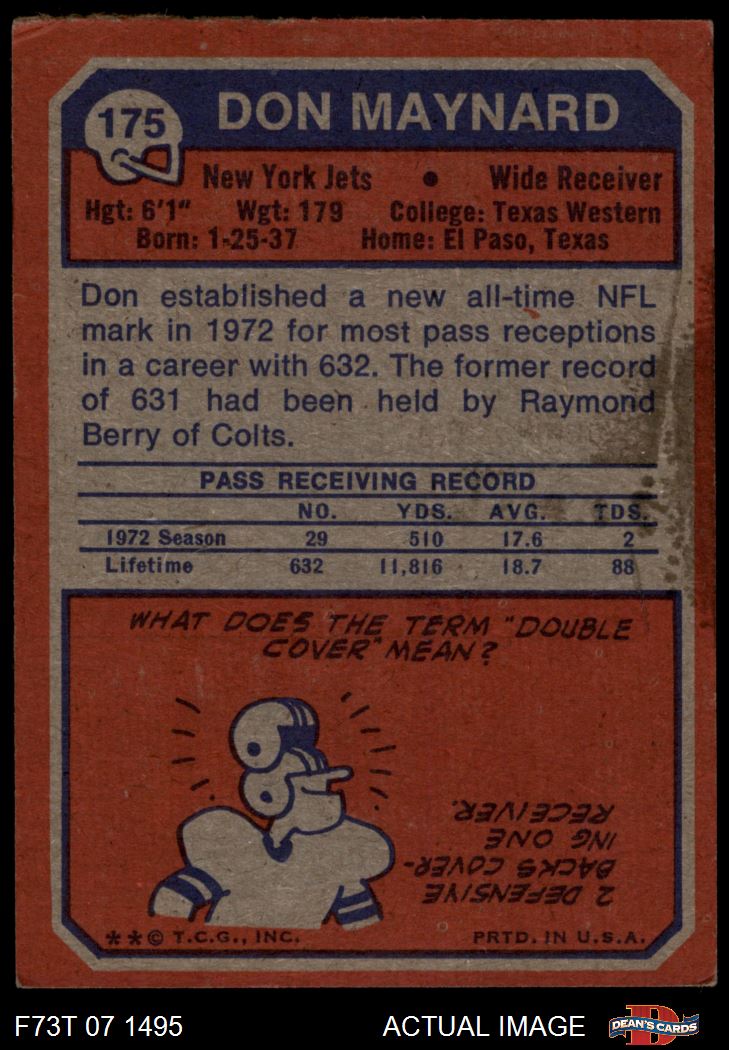 175
DON MAYNARD
New York Jets • Wide Receiver
Hgt: 6'1" Wgt: 179 College: Texas Western
Born: 1-25-37 Home: El Paso, Texas
Don established a new all-time NFL
mark in 1972 for most pass receptions
in a career with 632. The former record
of 631 had been held by Raymond
Berry of Colts.
PASS RECEIVING RECORD
NO. YDS. AVG. TDS.
1972 Season 29 510 17.6 2
Lifetime 632 11,816 18.7 88
WHAT DOES THE TERM "DOUBLE
COVER" MEAN?
2 DEFENSIVE
BACKS COVER-
ING ONE
RECEIVER.
**© T.C.G., INC. PRTD. IN U.S.A.
F73T 07 1495 ACTUAL IMAGE
D
DEAN'S CARDS